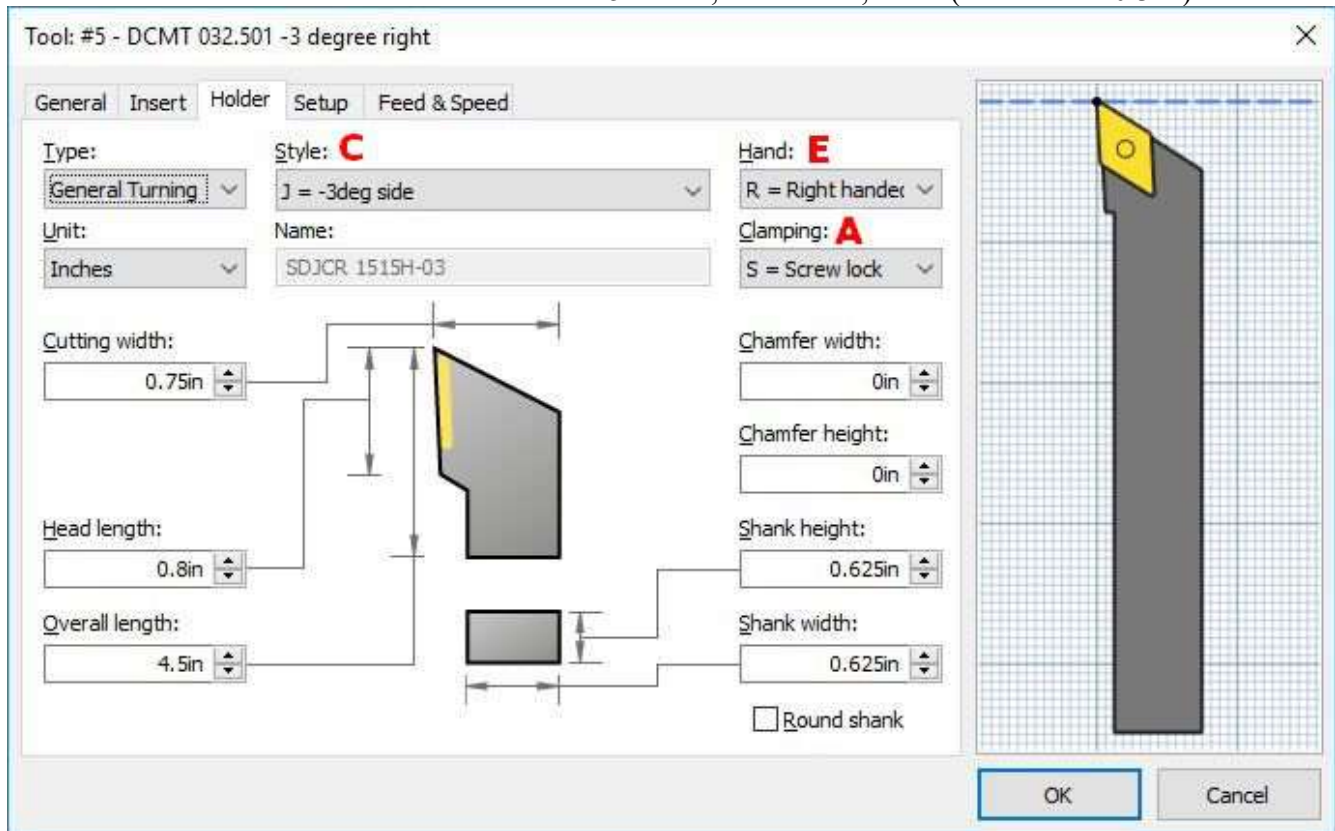 Tool: #5 - DCMT 032.501 -3 degree right
General Insert Holder Setup Feed & Speed
Type: Style: C Hand: E
General Turning J = -3deg side R = Right handed
Unit: Name: Clamping: A
Inches SDJCR 1515H-03 S = Screw lock
Cutting width: Chamfer width:
0.75in 0in
Chamfer height:
0in
Head length: Shank height:
0.8in 0.625in
Overall length: Shank width:
4.5in 0.625in
Round shank
OK Cancel